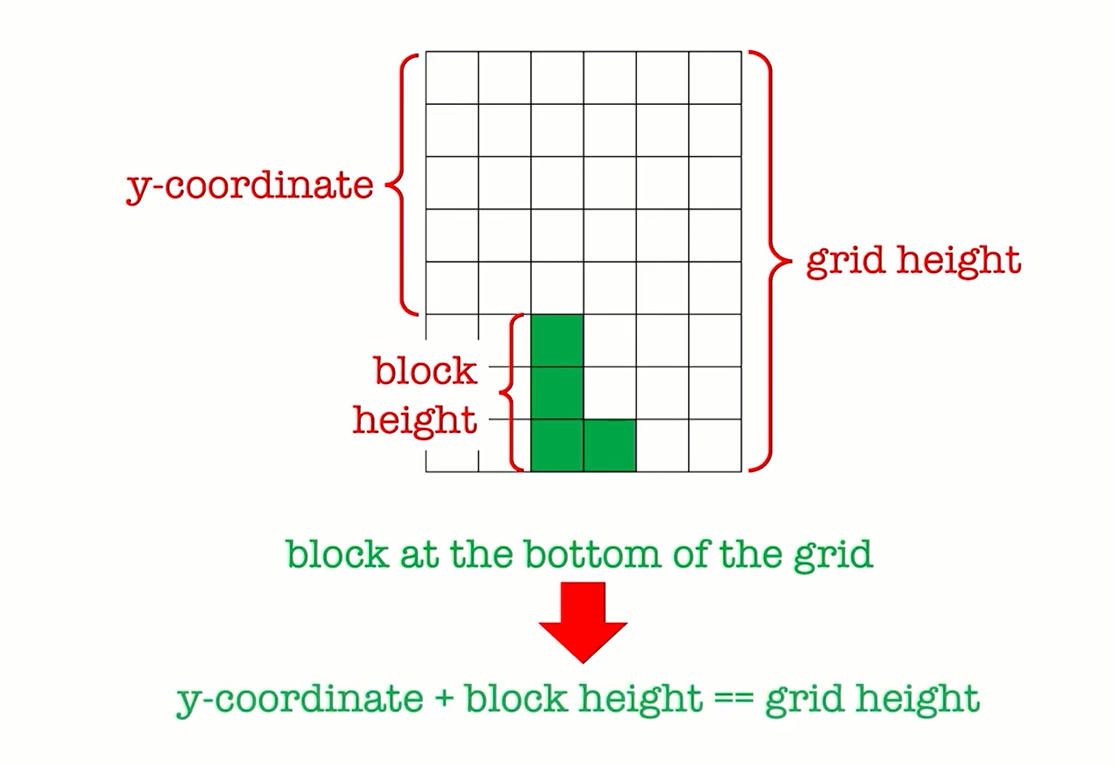 y-coordinate
grid height
block
height
block at the bottom of the grid
y-coordinate + block height == grid height